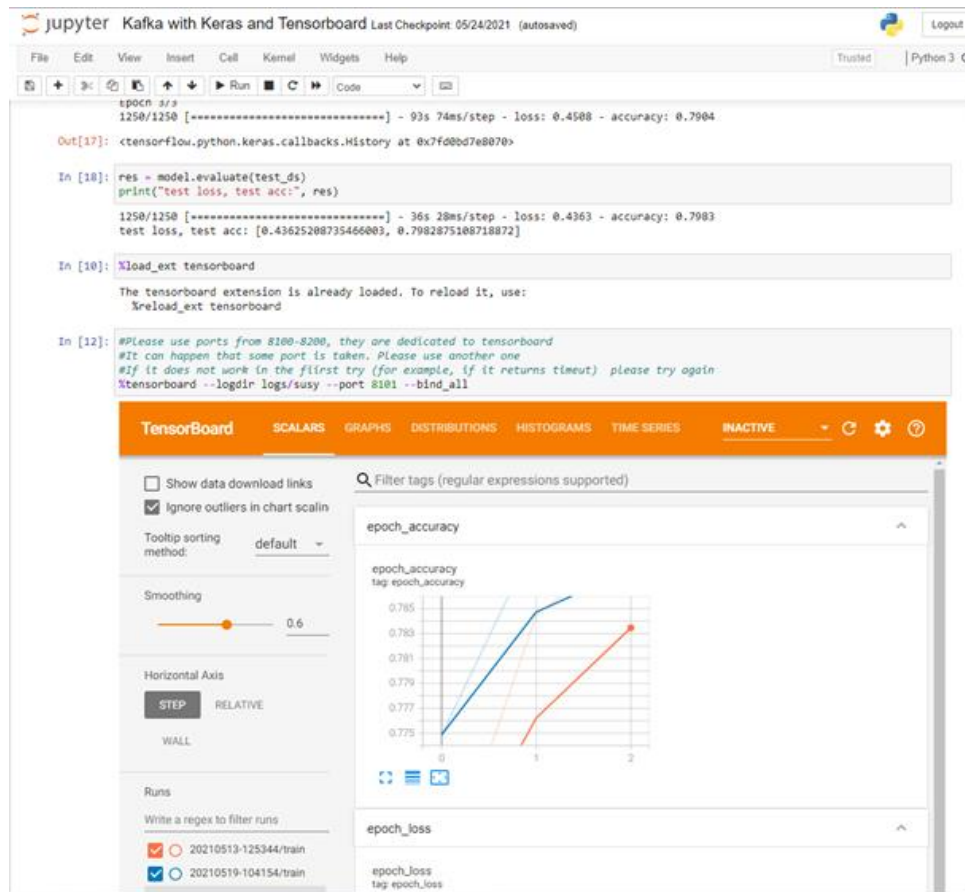 jupyter Kafka with Keras and Tensorboard Last Checkpoint: 05/24/2021 (autosaved)
Logout
File Edit View Insert Cell Kernel Widgets Help
Trusted
Python 3
Run
Code
Epoch 3/3
1250/1250 [==============================] - 93s 74ms/step - loss: 0.4508 - accuracy: 0.7904
Out[17]: <tensorflow.python.keras.callbacks.History at 0x7fd0bd7e8070>
In [18]: res = model.evaluate(test_ds)
print("test loss, test acc:", res)
1250/1250 [==============================] - 36s 28ms/step - loss: 0.4363 - accuracy: 0.7983
test loss, test acc: [0.43625208735466003, 0.7982875108718872]
In [10]: %load_ext tensorboard
The tensorboard extension is already loaded. To reload it, use:
%reload_ext tensorboard
In [12]: #Please use ports from 8100-8200, they are dedicated to tensorboard
#It can happen that some port is taken. Please use another one
#If it does not work in the fiirst try (for example, if it returns timeut) please try again
%tensorboard --logdir logs/susy --port 8101 --bind_all
TensorBoard SCALARS GRAPHS DISTRIBUTIONS HISTOGRAMS TIME SERIES INACTIVE
Show data download links
Ignore outliers in chart scalin
Tooltip sorting
method:
default
Smoothing
0.6
Horizontal Axis
STEP RELATIVE
WALL
Runs
Write a regex to filter runs
20210513-125344/train
20210519-104154/train
Filter tags (regular expressions supported)
epoch_accuracy
epoch_accuracy
tag: epoch_accuracy
0.785
0.783
0.781
0.779
0.777
0.775
0 1 2
epoch_loss
epoch_loss
tag: epoch_loss